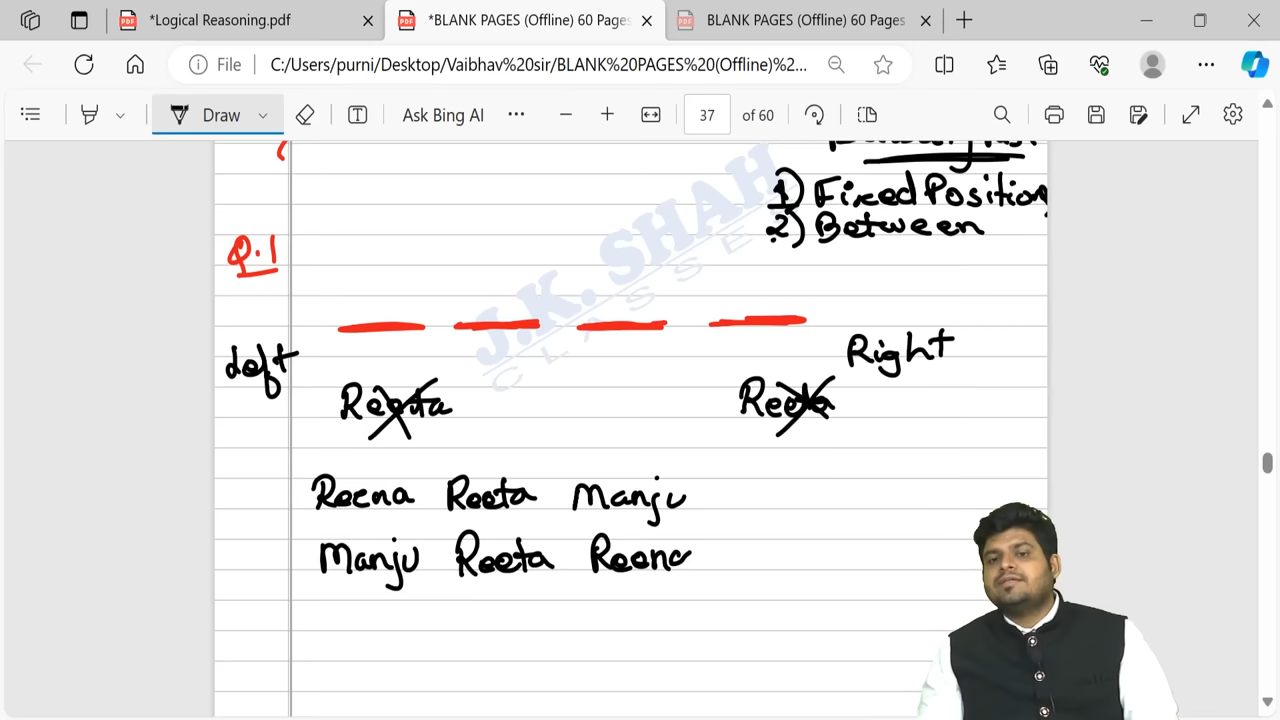 *Logical Reasoning.pdf
*BLANK PAGES (Offline) 60 Pages
BLANK PAGES (Offline) 60 Pages
File
C:/Users/purni/Desktop/Vaibhav%20sir/BLANK%20PAGES%20(Offline)%2...
Draw
Ask Bing AI
37
of 60
1) Fixed Position
2) Between
Q.1
J.K. SHAH
CLASSES
Left
Right
Reeta
Reeta
Reena Reeta Manju
Manju Reeta Reena